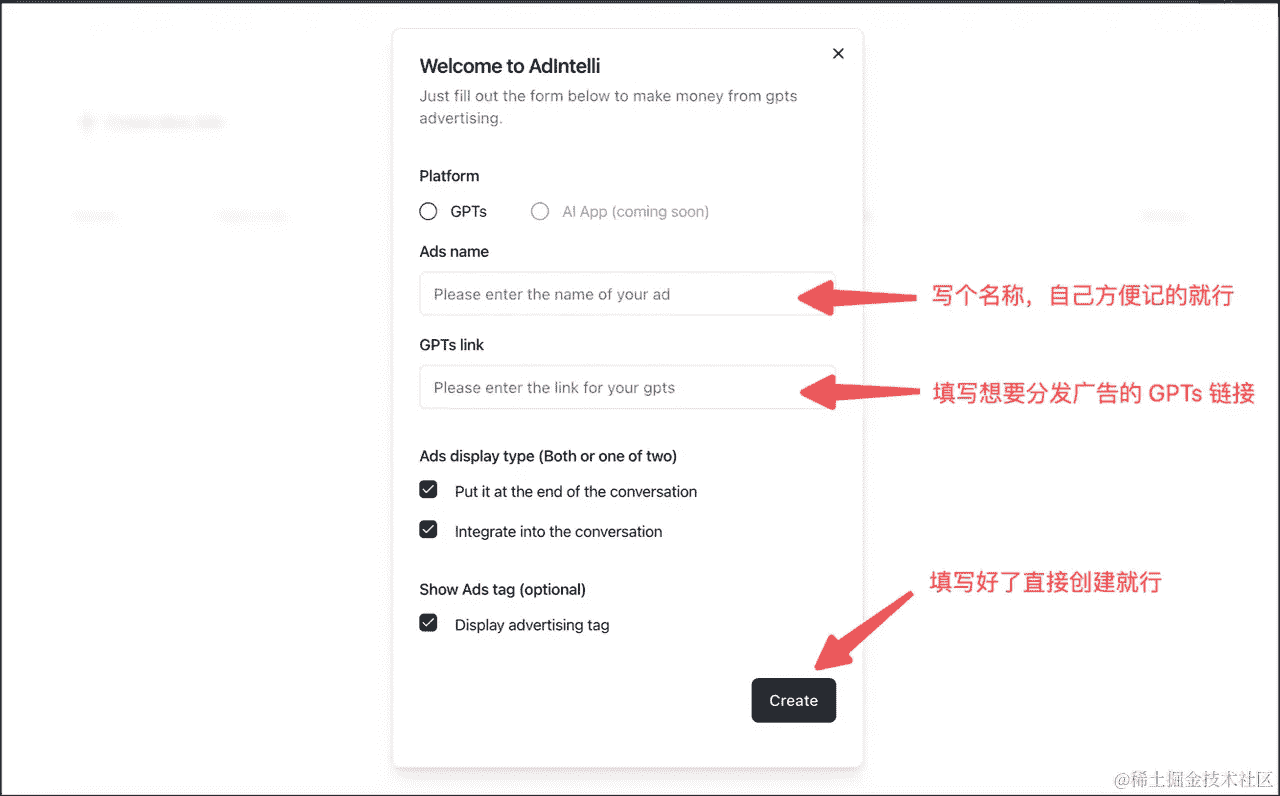 Welcome to AdIntelli
Just fill out the form below to make money from gpts
advertising.
Platform
GPTs
AI App (coming soon)
Ads name
Please enter the name of your ad
写个名称，自己方便记的就行
GPTs link
Please enter the link for your gpts
填写想要分发广告的 GPTs 链接
Ads display type (Both or one of two)
Put it at the end of the conversation
Integrate into the conversation
填写好了直接创建就行
Show Ads tag (optional)
Display advertising tag
Create
@稀土掘金技术社区